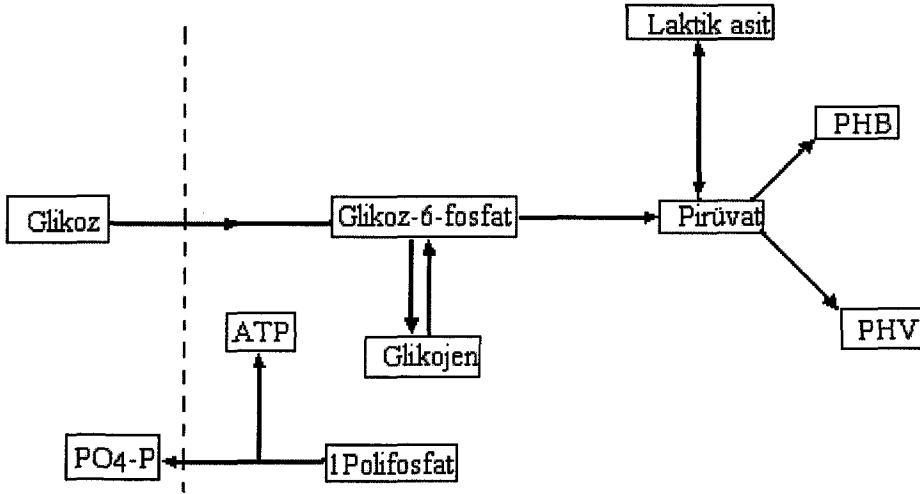 Laktik asit
PHB
Glikoz
Glikoz-6-fosfat
Pirüvat
ATP
Glikojen
PHV
PO4-P
1Polifosfat